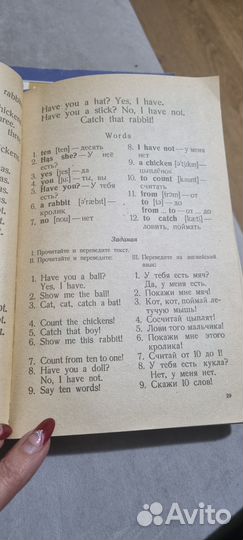 Have you a hat? Yes, I have.
Have you a stick? No, I have not.
Catch that rabbit!
Words
1. ten [ten] — десять
2. Has she? — У неё есть?
3. yes [jes] — да
4. you [ju:] — ты, вы
5. Have you? — У тебя есть?
6. a rabbit — кролик
7. no [nou] — нет
8. I have not — у меня нет
9. a chicken — цыплёнок
10. to count [kaunt] — считать
11. from [frɔm] — от
to [tə] — до
from .. to — от .. до
12. to catch [kætʃ] — ловить, поймать
Задания
I. Прочитайте и переведите текст.
II. Прочитайте и переведите:
1. Have you a ball?
Yes, I have.
2. Show me the ball!
3. Cat, cat, catch a bat!
4. Count the chickens!
5. Catch that boy!
6. Show me this rabbit!
7. Count from ten to one!
8. Have you a doll?
No, I have not.
9. Say ten words!
III. Переведите на английский язык:
1. У тебя есть мяч?
Да, у меня есть.
2. Покажи мне мяч!
3. Кот, кот, поймай летучую мышь!
4. Сосчитай цыплят!
5. Лови того мальчика!
6. Покажи мне этого кролика!
7. Считай от 10 до 1!
8. У тебя есть кукла?
Нет, у меня нет.
9. Скажи 10 слов!
29
Avito